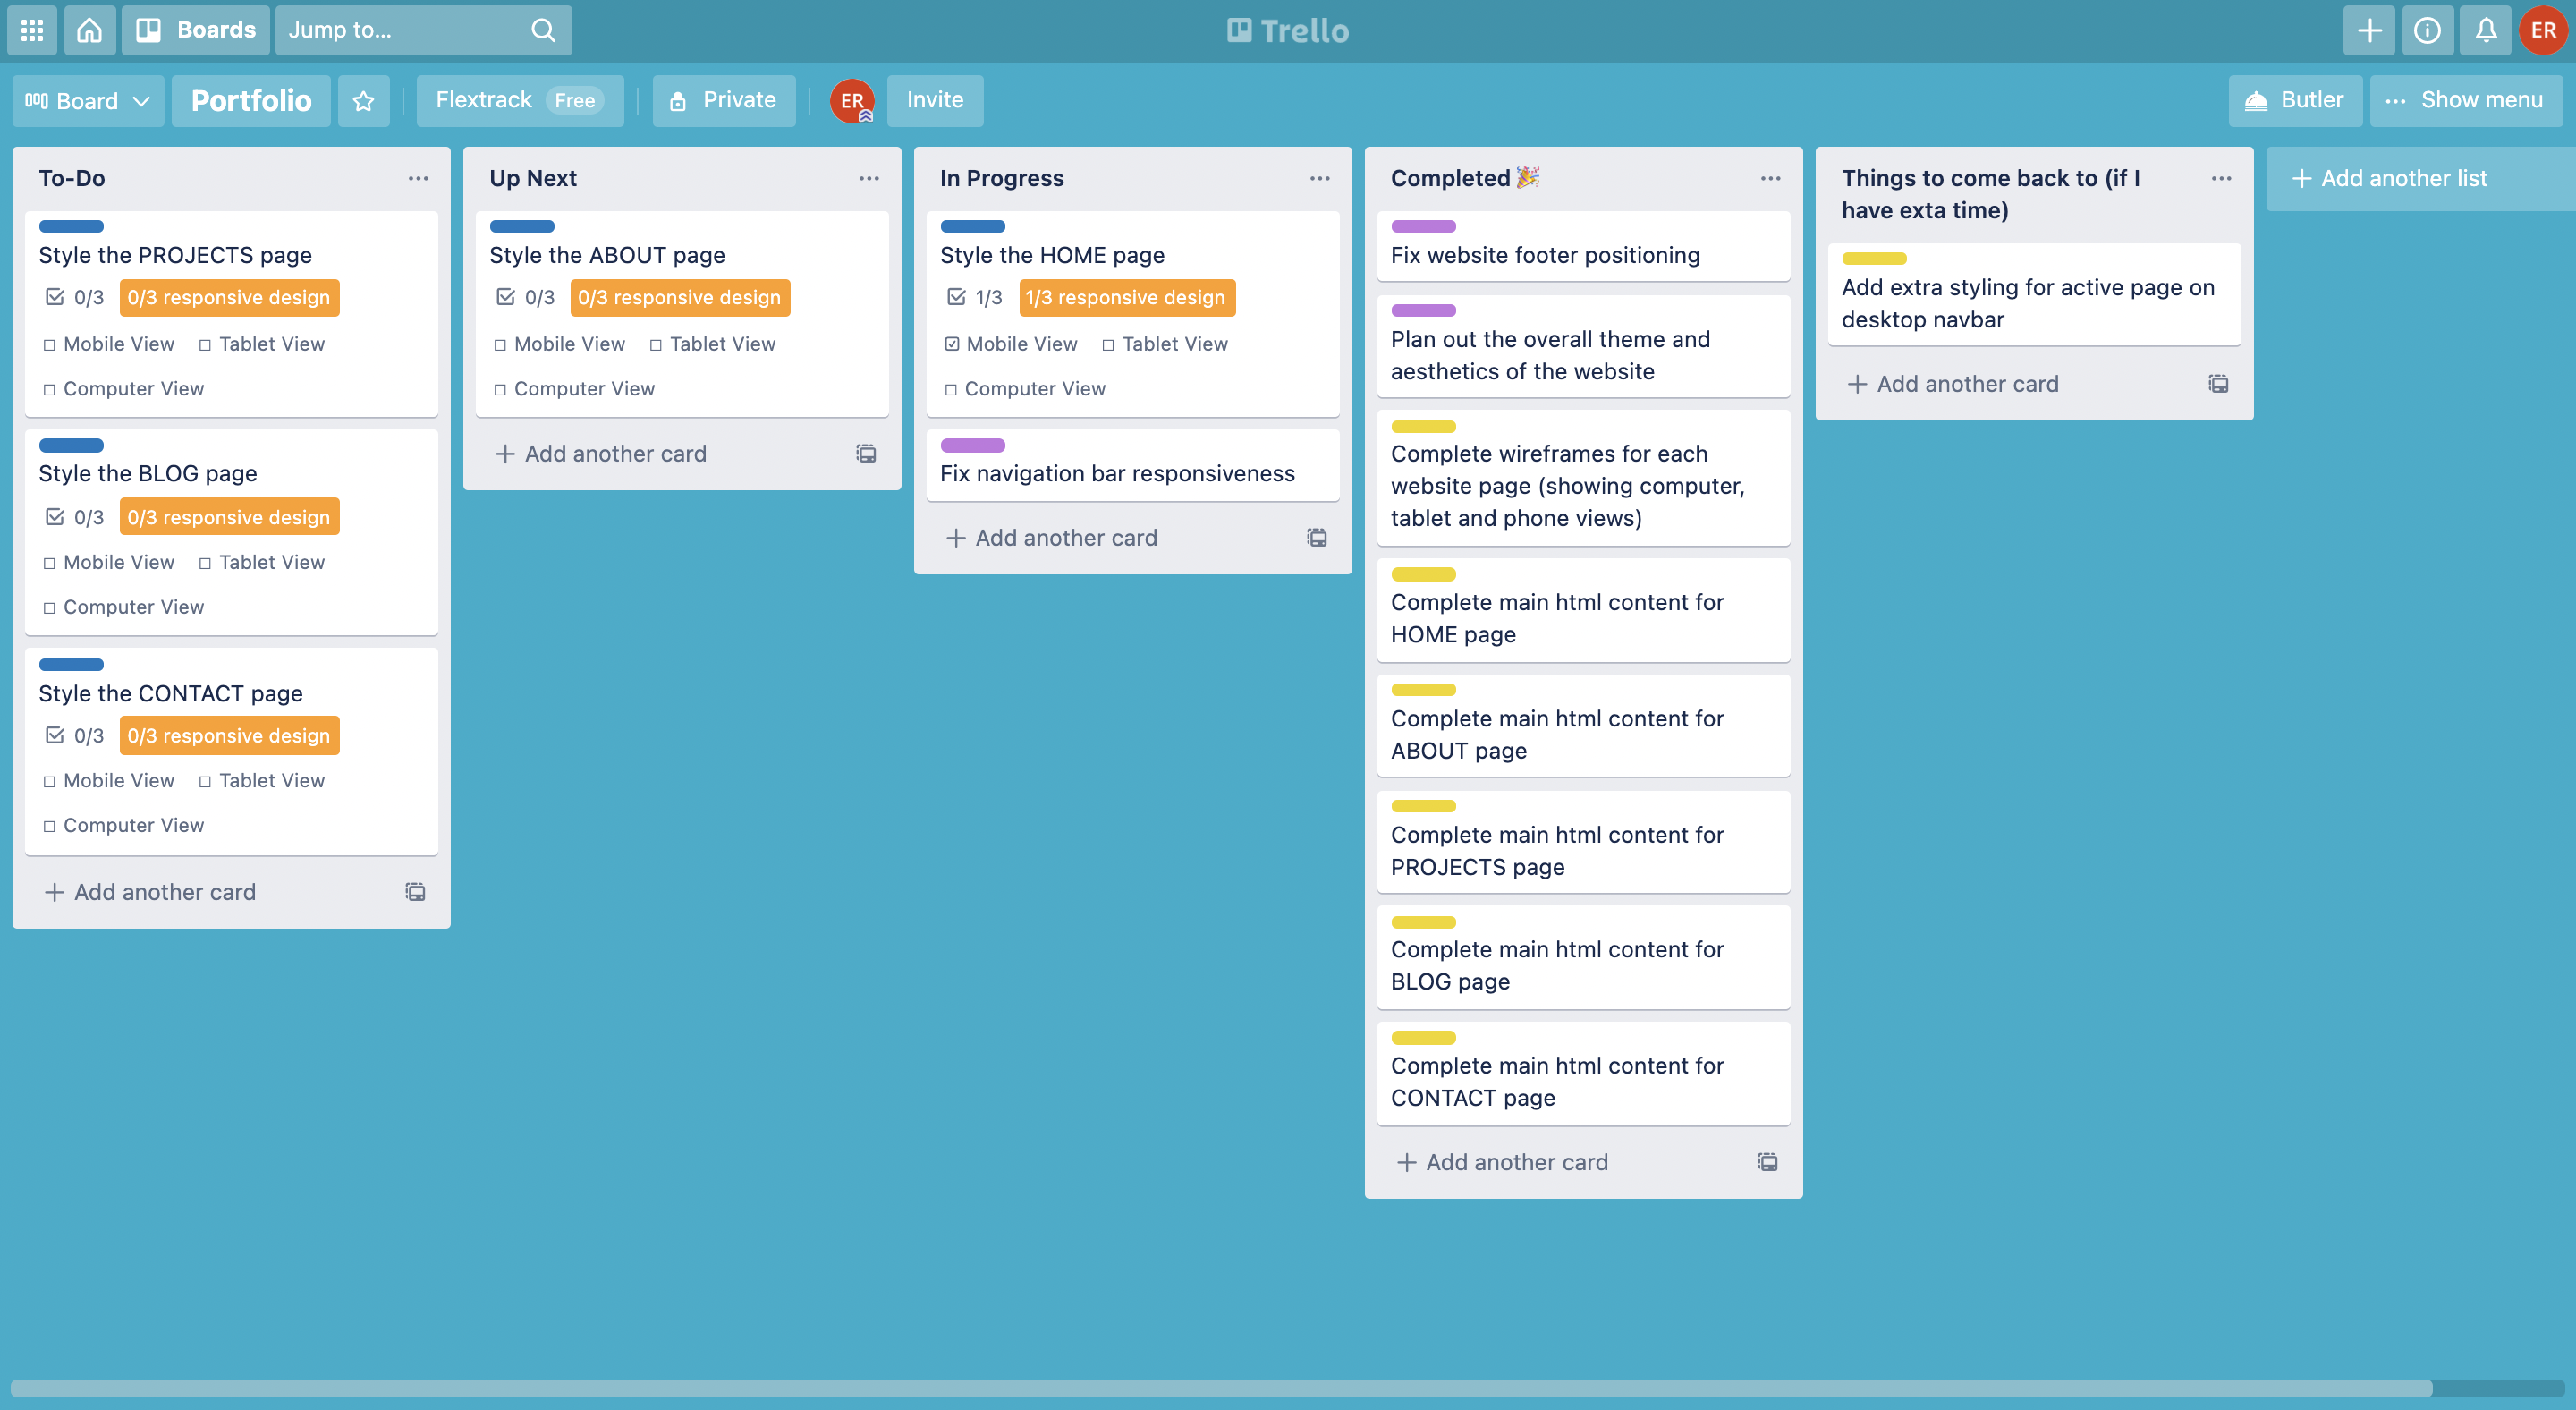 Boards
Jump to...
Trello
ER
Board
Portfolio
Flextrack Free
Private
ER
Invite
Butler
Show menu
To-Do
Style the PROJECTS page
0/3 0/3 responsive design
Mobile View Tablet View
Computer View
Style the BLOG page
0/3 0/3 responsive design
Mobile View Tablet View
Computer View
Style the CONTACT page
0/3 0/3 responsive design
Mobile View Tablet View
Computer View
Add another card
Up Next
Style the ABOUT page
0/3 0/3 responsive design
Mobile View Tablet View
Computer View
Add another card
In Progress
Style the HOME page
1/3 1/3 responsive design
Mobile View Tablet View
Computer View
Fix navigation bar responsiveness
Add another card
Completed 🎉
Fix website footer positioning
Plan out the overall theme and
aesthetics of the website
Complete wireframes for each
website page (showing computer,
tablet and phone views)
Complete main html content for
HOME page
Complete main html content for
ABOUT page
Complete main html content for
PROJECTS page
Complete main html content for
BLOG page
Complete main html content for
CONTACT page
Add another card
Things to come back to (if I
have exta time)
Add extra styling for active page on
desktop navbar
Add another card
Add another list